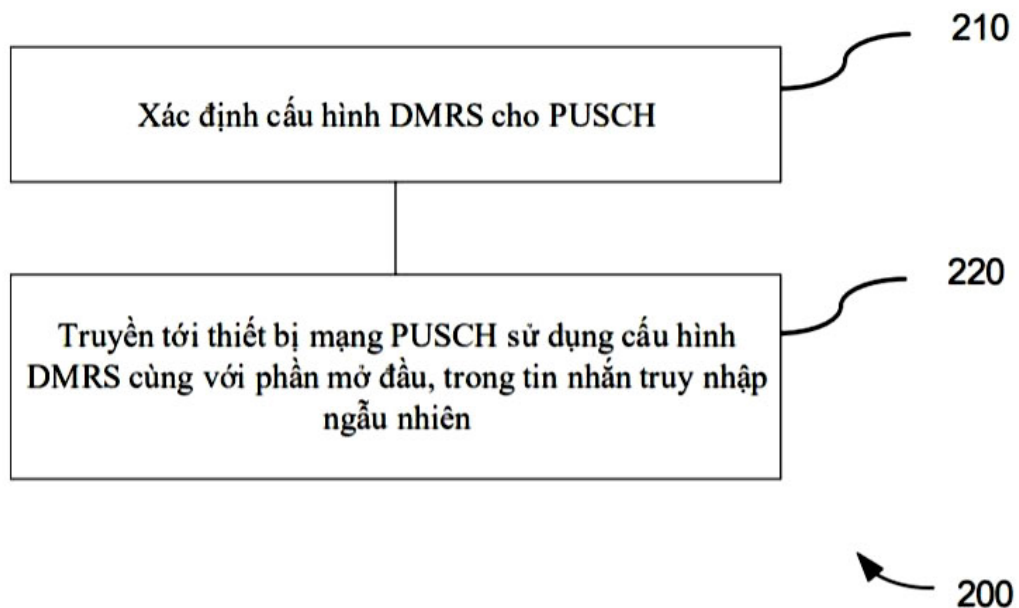 210
Xác định cấu hình DMRS cho PUSCH
220
Truyền tới thiết bị mạng PUSCH sử dụng cấu hình
DMRS cùng với phần mở đầu, trong tin nhắn truy nhập
ngẫu nhiên
200